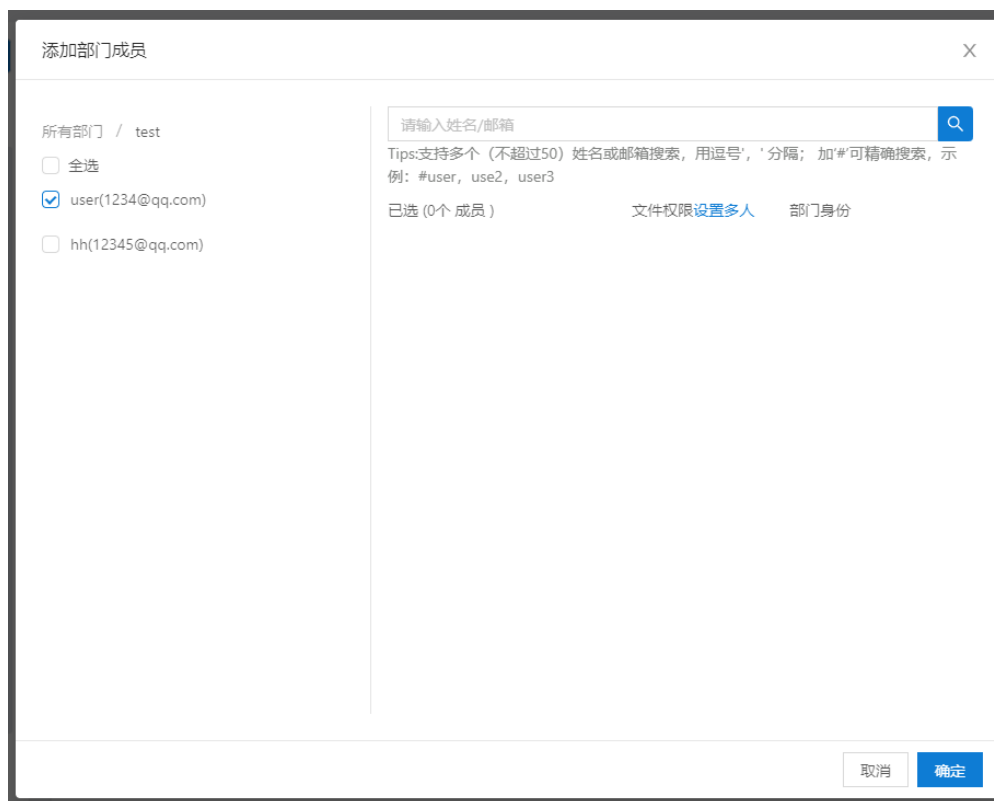 添加部门成员
所有部门 / test
全选
user(1234@qq.com)
hh(12345@qq.com)
请输入姓名/邮箱
Tips:支持多个（不超过50）姓名或邮箱搜索，用逗号'，' 分隔； 加'#'可精确搜索，示
例：#user，use2，user3
已选 (0个 成员 ) 文件权限设置多人 部门身份
取消 确定